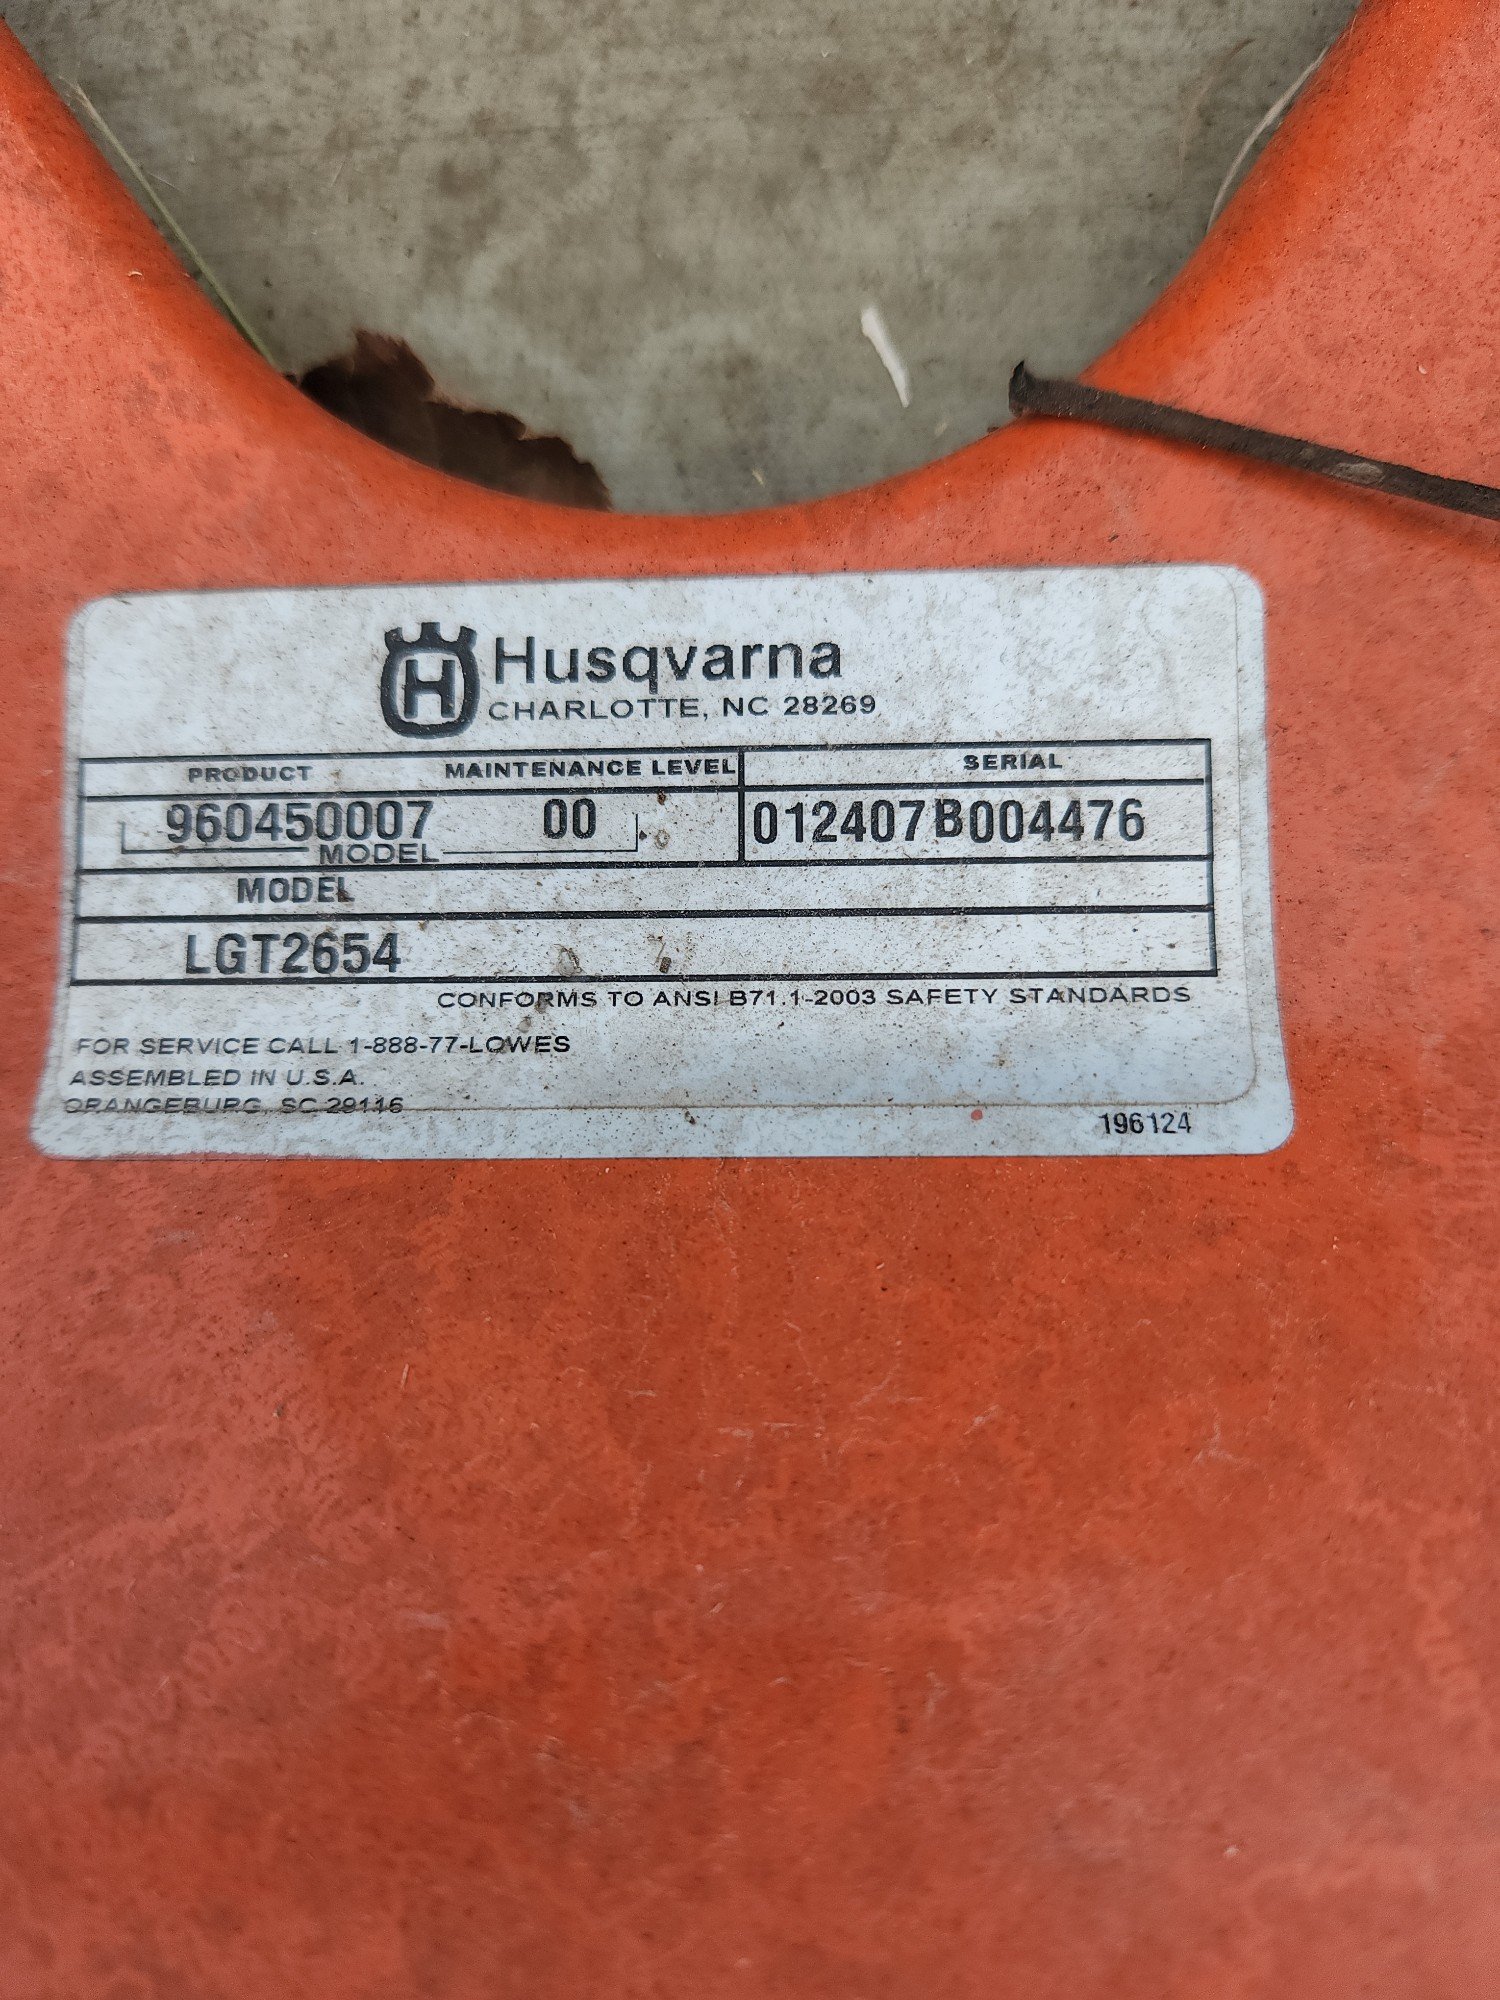 H Husqvarna
CHARLOTTE, NC 28269
PRODUCT MAINTENANCE LEVEL SERIAL
960450007 00 012407B004476
MODEL
MODEL
LGT2654
CONFORMS TO ANSI B71.1-2003 SAFETY STANDARDS
FOR SERVICE CALL 1-888-77-LOWES
ASSEMBLED IN U.S.A.
ORANGEBURG, SC 29116
196124